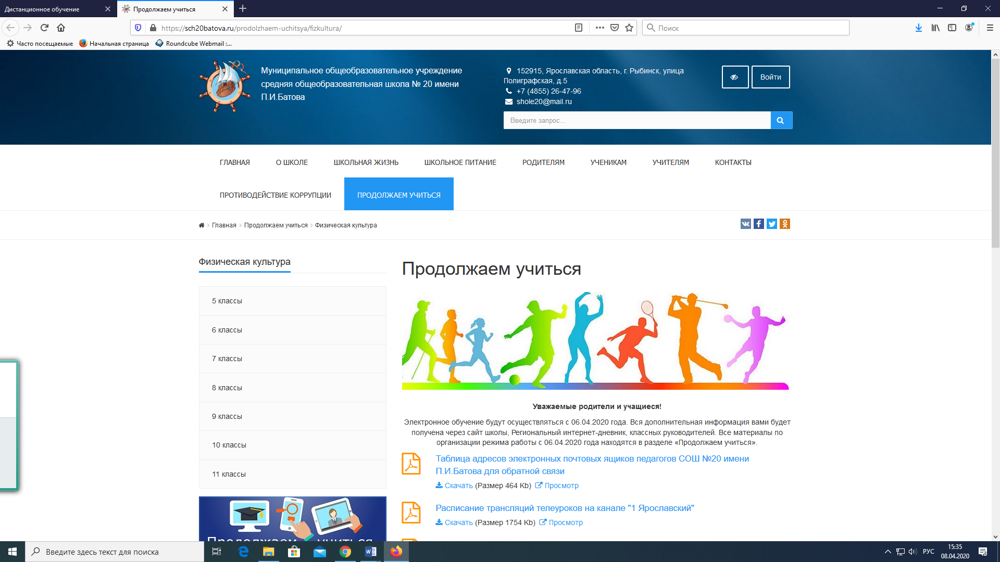 Дистанционное обучение
Продолжаем учиться
https://sch20batova.ru/prodolzhaem-uchitsya/fizkultura/
Поиск
Часто посещаемые
Начальная страница
Roundcube Webmail :...
Муниципальное общеобразовательное учреждение
средняя общеобразовательная школа № 20 имени
П.И.Батова
152915, Ярославская область, г. Рыбинск, улица
Полиграфская, д.5
+7 (4855) 26-47-96
shole20@mail.ru
Войти
Введите запрос...
ГЛАВНАЯ
О ШКОЛЕ
ШКОЛЬНАЯ ЖИЗНЬ
ШКОЛЬНОЕ ПИТАНИЕ
РОДИТЕЛЯМ
УЧЕНИКАМ
УЧИТЕЛЯМ
КОНТАКТЫ
ПРОТИВОДЕЙСТВИЕ КОРРУПЦИИ
ПРОДОЛЖАЕМ УЧИТЬСЯ
Главная
Продолжаем учиться
Физическая культура
Физическая культура
5 классы
6 классы
7 классы
8 классы
9 классы
10 классы
11 классы
Продолжаем учиться
Продолжаем учиться
Уважаемые родители и учащиеся!
Электронное обучение будут осуществляться с 06.04.2020 года. Вся дополнительная информация вами будет
получена через сайт школы, Региональный интернет-дневник, классных руководителей. Все материалы по
организации режима работы с 06.04.2020 года находятся в разделе «Продолжаем учиться».
Таблица адресов электронных почтовых ящиков педагогов СОШ №20 имени
П.И.Батова для обратной связи
Скачать (Размер 464 Kb) Просмотр
Расписание трансляций телеуроков на канале "1 Ярославский"
Скачать (Размер 1754 Kb) Просмотр
Введите здесь текст для поиска
РУС
15:35
08.04.2020